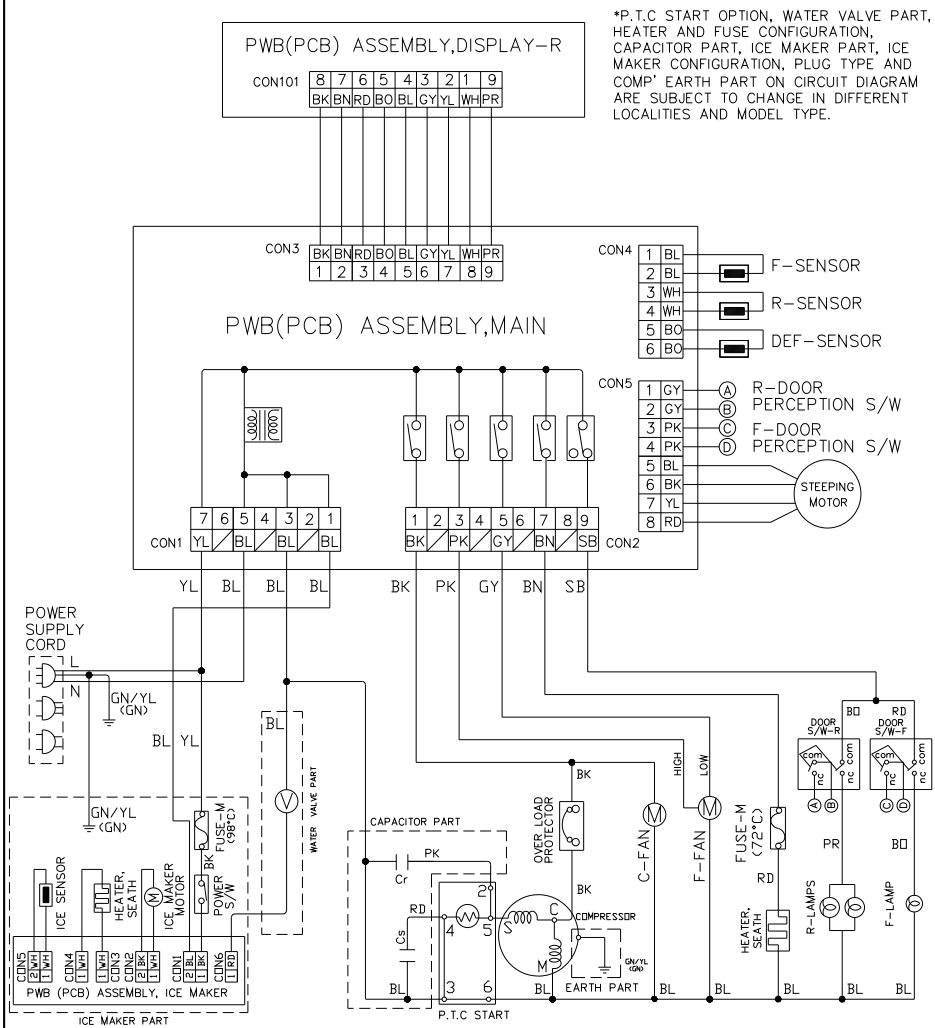 *P.T.C START OPTION, WATER VALVE PART,
HEATER AND FUSE CONFIGURATION,
CAPACITOR PART, ICE MAKER PART, ICE
MAKER CONFIGURATION, PLUG TYPE AND
COMP' EARTH PART ON CIRCUIT DIAGRAM
ARE SUBJECT TO CHANGE IN DIFFERENT
LOCALITIES AND MODEL TYPE.
PWB(PCB) ASSEMBLY,DISPLAY-R
CON101 8 7 6 5 4 3 2 1 9
BK BN RD BO BL GY YL WH PR
CON3 BK BN RD BO BL GY YL WH PR
1 2 3 4 5 6 7 8 9
PWB(PCB) ASSEMBLY,MAIN
CON4 1 BL
2 BL F-SENSOR
3 WH
4 WH R-SENSOR
5 BO
6 BO DEF-SENSOR
CON5 1 GY A R-DOOR
2 GY B PERCEPTION S/W
3 PK C F-DOOR
4 PK D PERCEPTION S/W
5 BL
6 BK
7 YL
8 RD
STEEPING
MOTOR
7 6 5 4 3 2 1
CON1 YL BL BL BL
1 2 3 4 5 6 7 8 9
BK PK GY BN SB CON2
YL BL BL BL BK PK GY BN SB
POWER
SUPPLY
CORD
L
N
GN/YL
(GN)
BL YL
GN/YL
(GN)
BL
WATER VALVE PART
V
HIGH
LOW
BO RD
DOOR
S/W-R
DOOR
S/W-F
com com
nc nc
com com
nc nc
A B C D
PR BO
FUSE-M
(98°C)
BK
POWER
S/W
ICE SENSOR
HEATER,
SEATH
M
ICE MAKER
MOTOR
CON5 2 WH
1 WH
CON4 1 WH
1 WH CON3
CON2 2 BK
1 WH
CON1 2 BL
1 BK
CON6 1 RD
PWB (PCB) ASSEMBLY, ICE MAKER
ICE MAKER PART
CAPACITOR PART
PK
Cr
RD
Cs
2
4 5
3 6
BL
P.T.C START
BK
OVER LOAD
PROTECTOR
BK
S C
M
COMPRESSOR
GN/YL
(GN)
EARTH PART
BL
M
C-FAN
BL
M
F-FAN
BL
FUSE-M
(72°C)
RD
HEATER,
SEATH
BL
R-LAMPS
BL
F-LAMP
BL